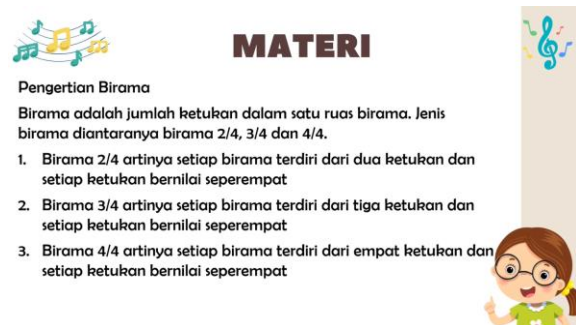 MATERI
Pengertian Birama
Birama adalah jumlah ketukan dalam satu ruas birama. Jenis
birama diantaranya birama 2/4, 3/4 dan 4/4.
1. Birama 2/4 artinya setiap birama terdiri dari dua ketukan dan
setiap ketukan bernilai seperempat
2. Birama 3/4 artinya setiap birama terdiri dari tiga ketukan dan
setiap ketukan bernilai seperempat
3. Birama 4/4 artinya setiap birama terdiri dari empat ketukan dan
setiap ketukan bernilai seperempat